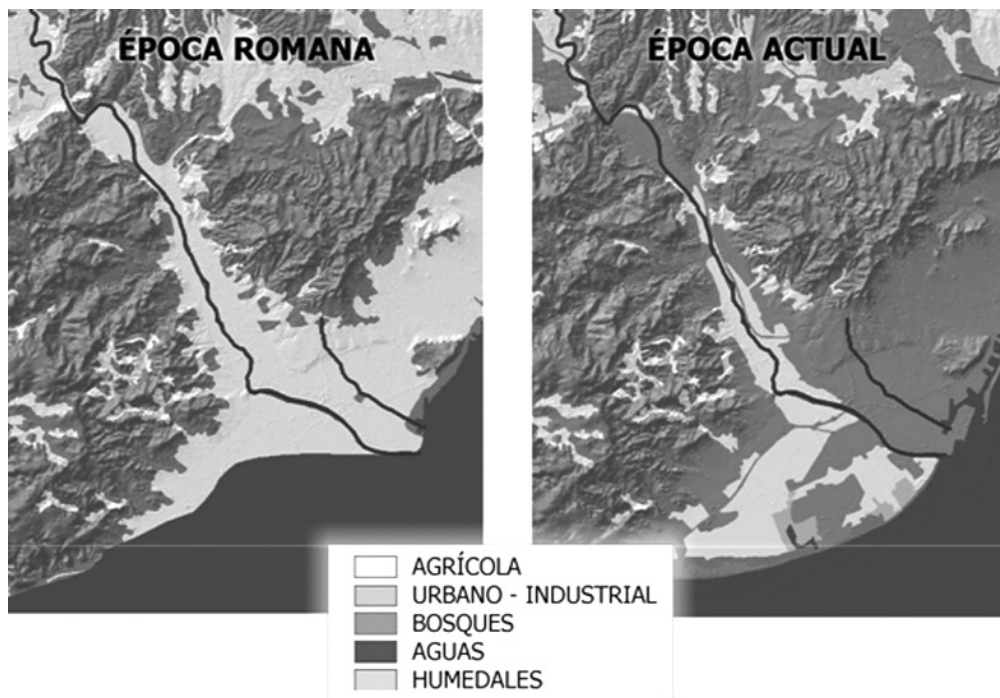 ÉPOCA ROMANA
ÉPOCA ACTUAL
AGRÍCOLA
URBANO - INDUSTRIAL
BOSQUES
AGUAS
HUMEDALES